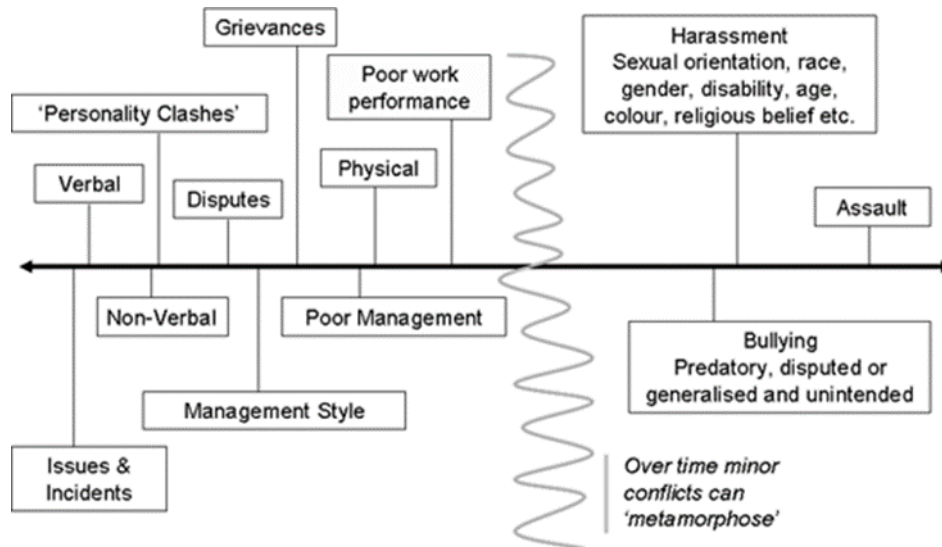 Grievances
Poor work
performance
'Personality Clashes'
Verbal
Disputes
Physical
Harassment
Sexual orientation, race,
gender, disability, age,
colour, religious belief etc.
Assault
Non-Verbal
Poor Management
Management Style
Issues &
Incidents
Bullying
Predatory, disputed or
generalised and unintended
Over time minor
conflicts can
'metamorphose'